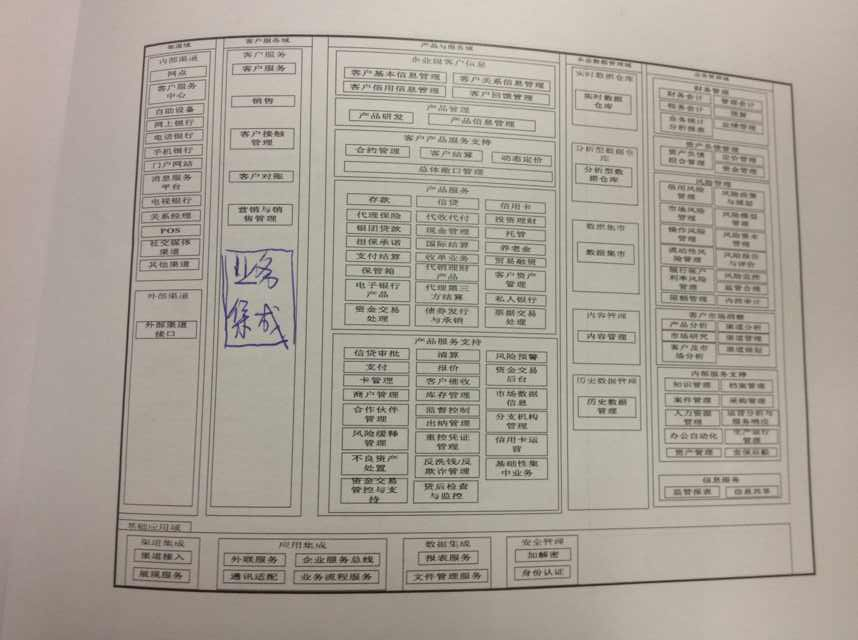 渠道域
内部渠道
网点
客户服务
中心
自助设备
网上银行
电话银行
手机银行
门户网站
消息服务
平台
电视银行
关系经理
POS
社交媒体
渠道
其他渠道
外部渠道
外部渠道
接口
客户服务域
客户服务
客户服务
销售
客户接触
管理
客户对账
营销与销
售管理
业务
集成
产品与服务域
企业级客户信息
客户基本信息管理
客户关系信息管理
客户信用信息管理
客户回馈管理
产品管理
产品研发
产品信息管理
客户产品服务支持
合约管理
客户结算
动态定价
总体敞口管理
产品服务
存款
信贷
信用卡
代理保险
代收代付
投资理财
银团贷款
现金管理
托管
担保承诺
国际结算
养老金
支付结算
收单业务
贸易融资
保管箱
代销理财
产品
客户资产
管理
电子银行
产品
代理第三
方结算
私人银行
资金交易
处理
债券发行
与承销
票据交易
处理
产品服务支持
信贷审批
清算
风险预警
支付
报价
资金交易
后台
卡管理
客户催收
商户管理
库存管理
市场数据
信息
合作伙伴
管理
监督控制
出纳管理
分支机构
管理
风险缓释
管理
重控凭证
管理
信用卡运
营
不良资产
处置
反洗钱/反
欺诈管理
基础性集
中业务
资金交易
管控与支
持
贷后检查
与监控
企业数据管理域
实时数据仓库
实时数据
仓库
分析型数据仓
库
分析型数
据仓库
数据集市
数据集市
内容管理
内容管理
历史数据管理
历史数据
管理
业务管理域
财务管理
财务会计
管理会计
税务会计
预算
业务统计
分析报表
业绩管理
资产负债管理
资产负债
组合管理
定价管理
资金管理
风险管理
信用风险
管理
风险政策
与规划
市场风险
管理
风险模型
管理
操作风险
管理
风险资本
管理
流动性风
险管理
风险报告
与评价
银行账户
利率风险
管理
风险监控
监管合规
限额管理
内部审计
客户市场洞察
产品分析
渠道分析
市场研究
渠道管理
客户及市
场分析
渠道规划
内部服务支持
知识管理
档案管理
案件管理
采购管理
人力资源
管理
运营分析与
服务响应
办公自动化
生产运行
管理
资产管理
安保后勤
信息服务
监管报表
信息共享
基础应用域
渠道集成
渠道接入
展现服务
应用集成
外联服务
企业服务总线
通讯适配
业务流程服务
数据集成
报表服务
文件管理服务
安全管理
加解密
身份认证